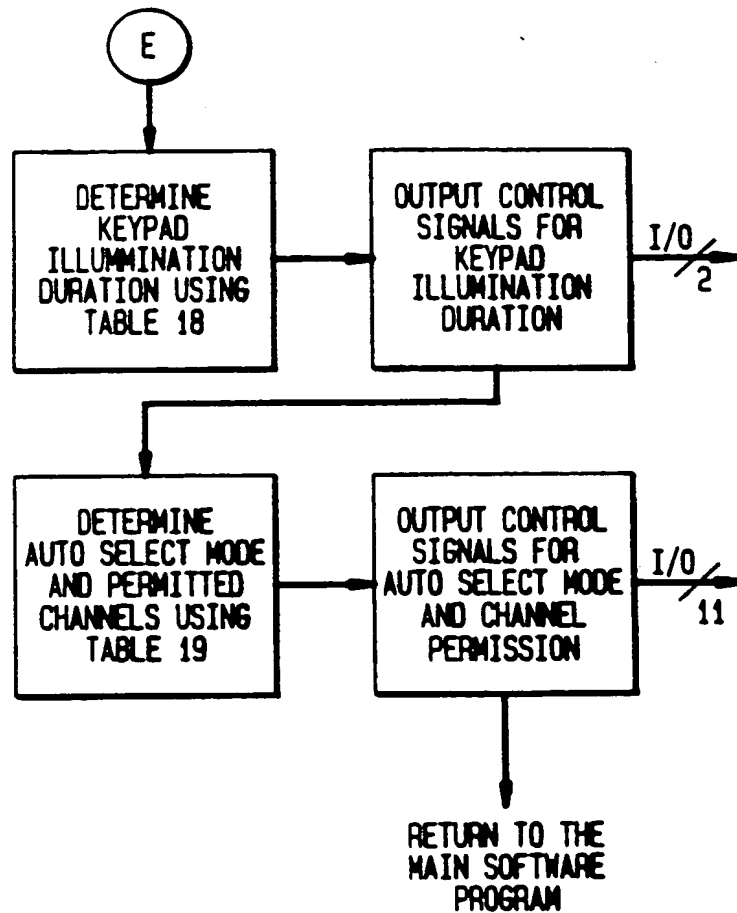 E
DETERMINE
KEYPAD
ILLUMMINATION
DURATION USING
TABLE 18
OUTPUT CONTROL
SIGNALS FOR
KEYPAD
ILLUMINATION
DURATION
I/O
2
DETERMINE
AUTO SELECT MODE
AND PERMITTED
CHANNELS USING
TABLE 19
OUTPUT CONTROL
SIGNALS FOR
AUTO SELECT MODE
AND CHANNEL
PERMISSION
I/O
11
RETURN TO THE
MAIN SOFTWARE
PROGRAM